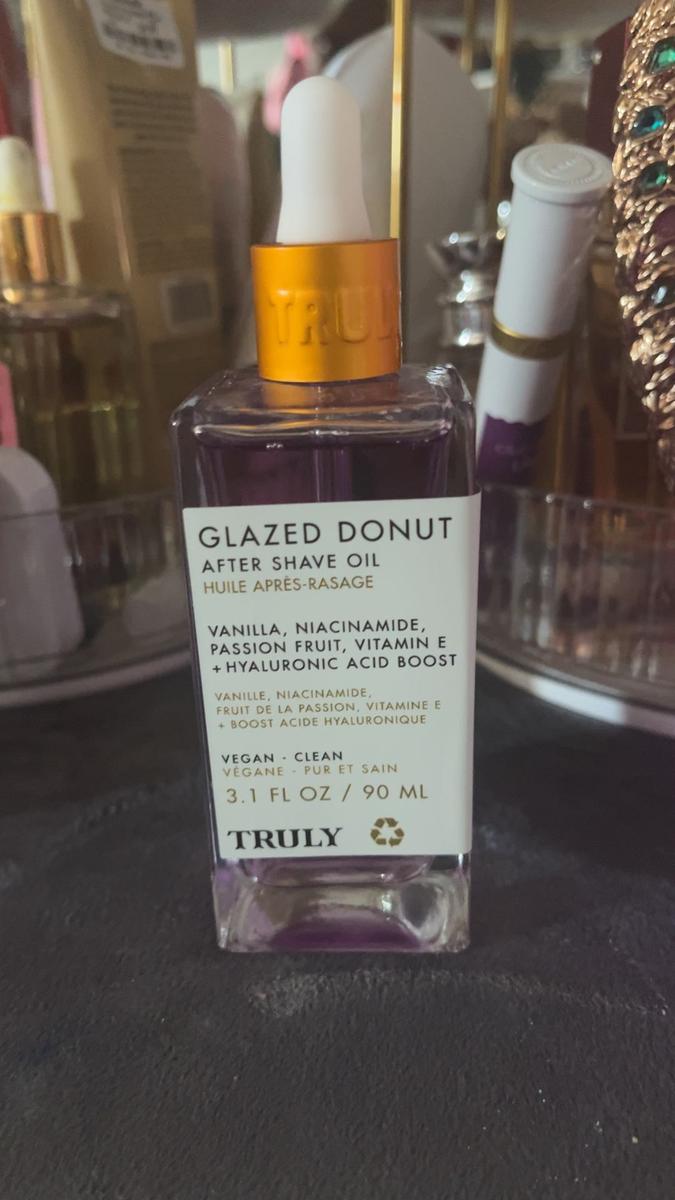 TRULY
GLAZED DONUT
AFTER SHAVE OIL
HUILE APRÈS-RASAGE
VANILLA, NIACINAMIDE,
PASSION FRUIT, VITAMIN E
+ HYALURONIC ACID BOOST
VANILLE, NIACINAMIDE,
FRUIT DE LA PASSION, VITAMINE E
+ BOOST ACIDE HYALURONIQUE
VEGAN - CLEAN
VÉGANE - PUR ET SAIN
3.1 FL OZ / 90 ML
TRULY